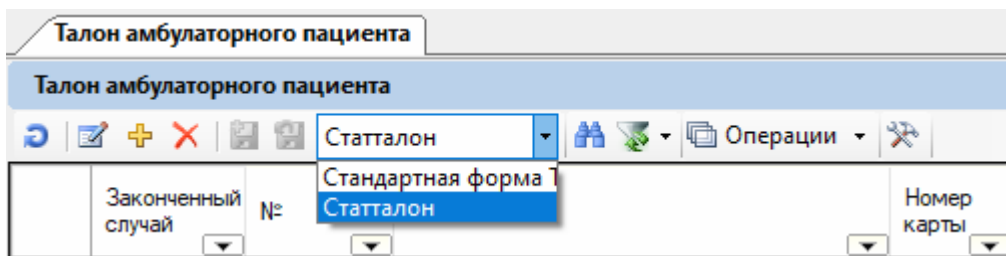 Талон амбулаторного пациента
Талон амбулаторного пациента
Статталон
Операции
Стандартная форма Т
Статталон
Законченный случай
№
Номер карты